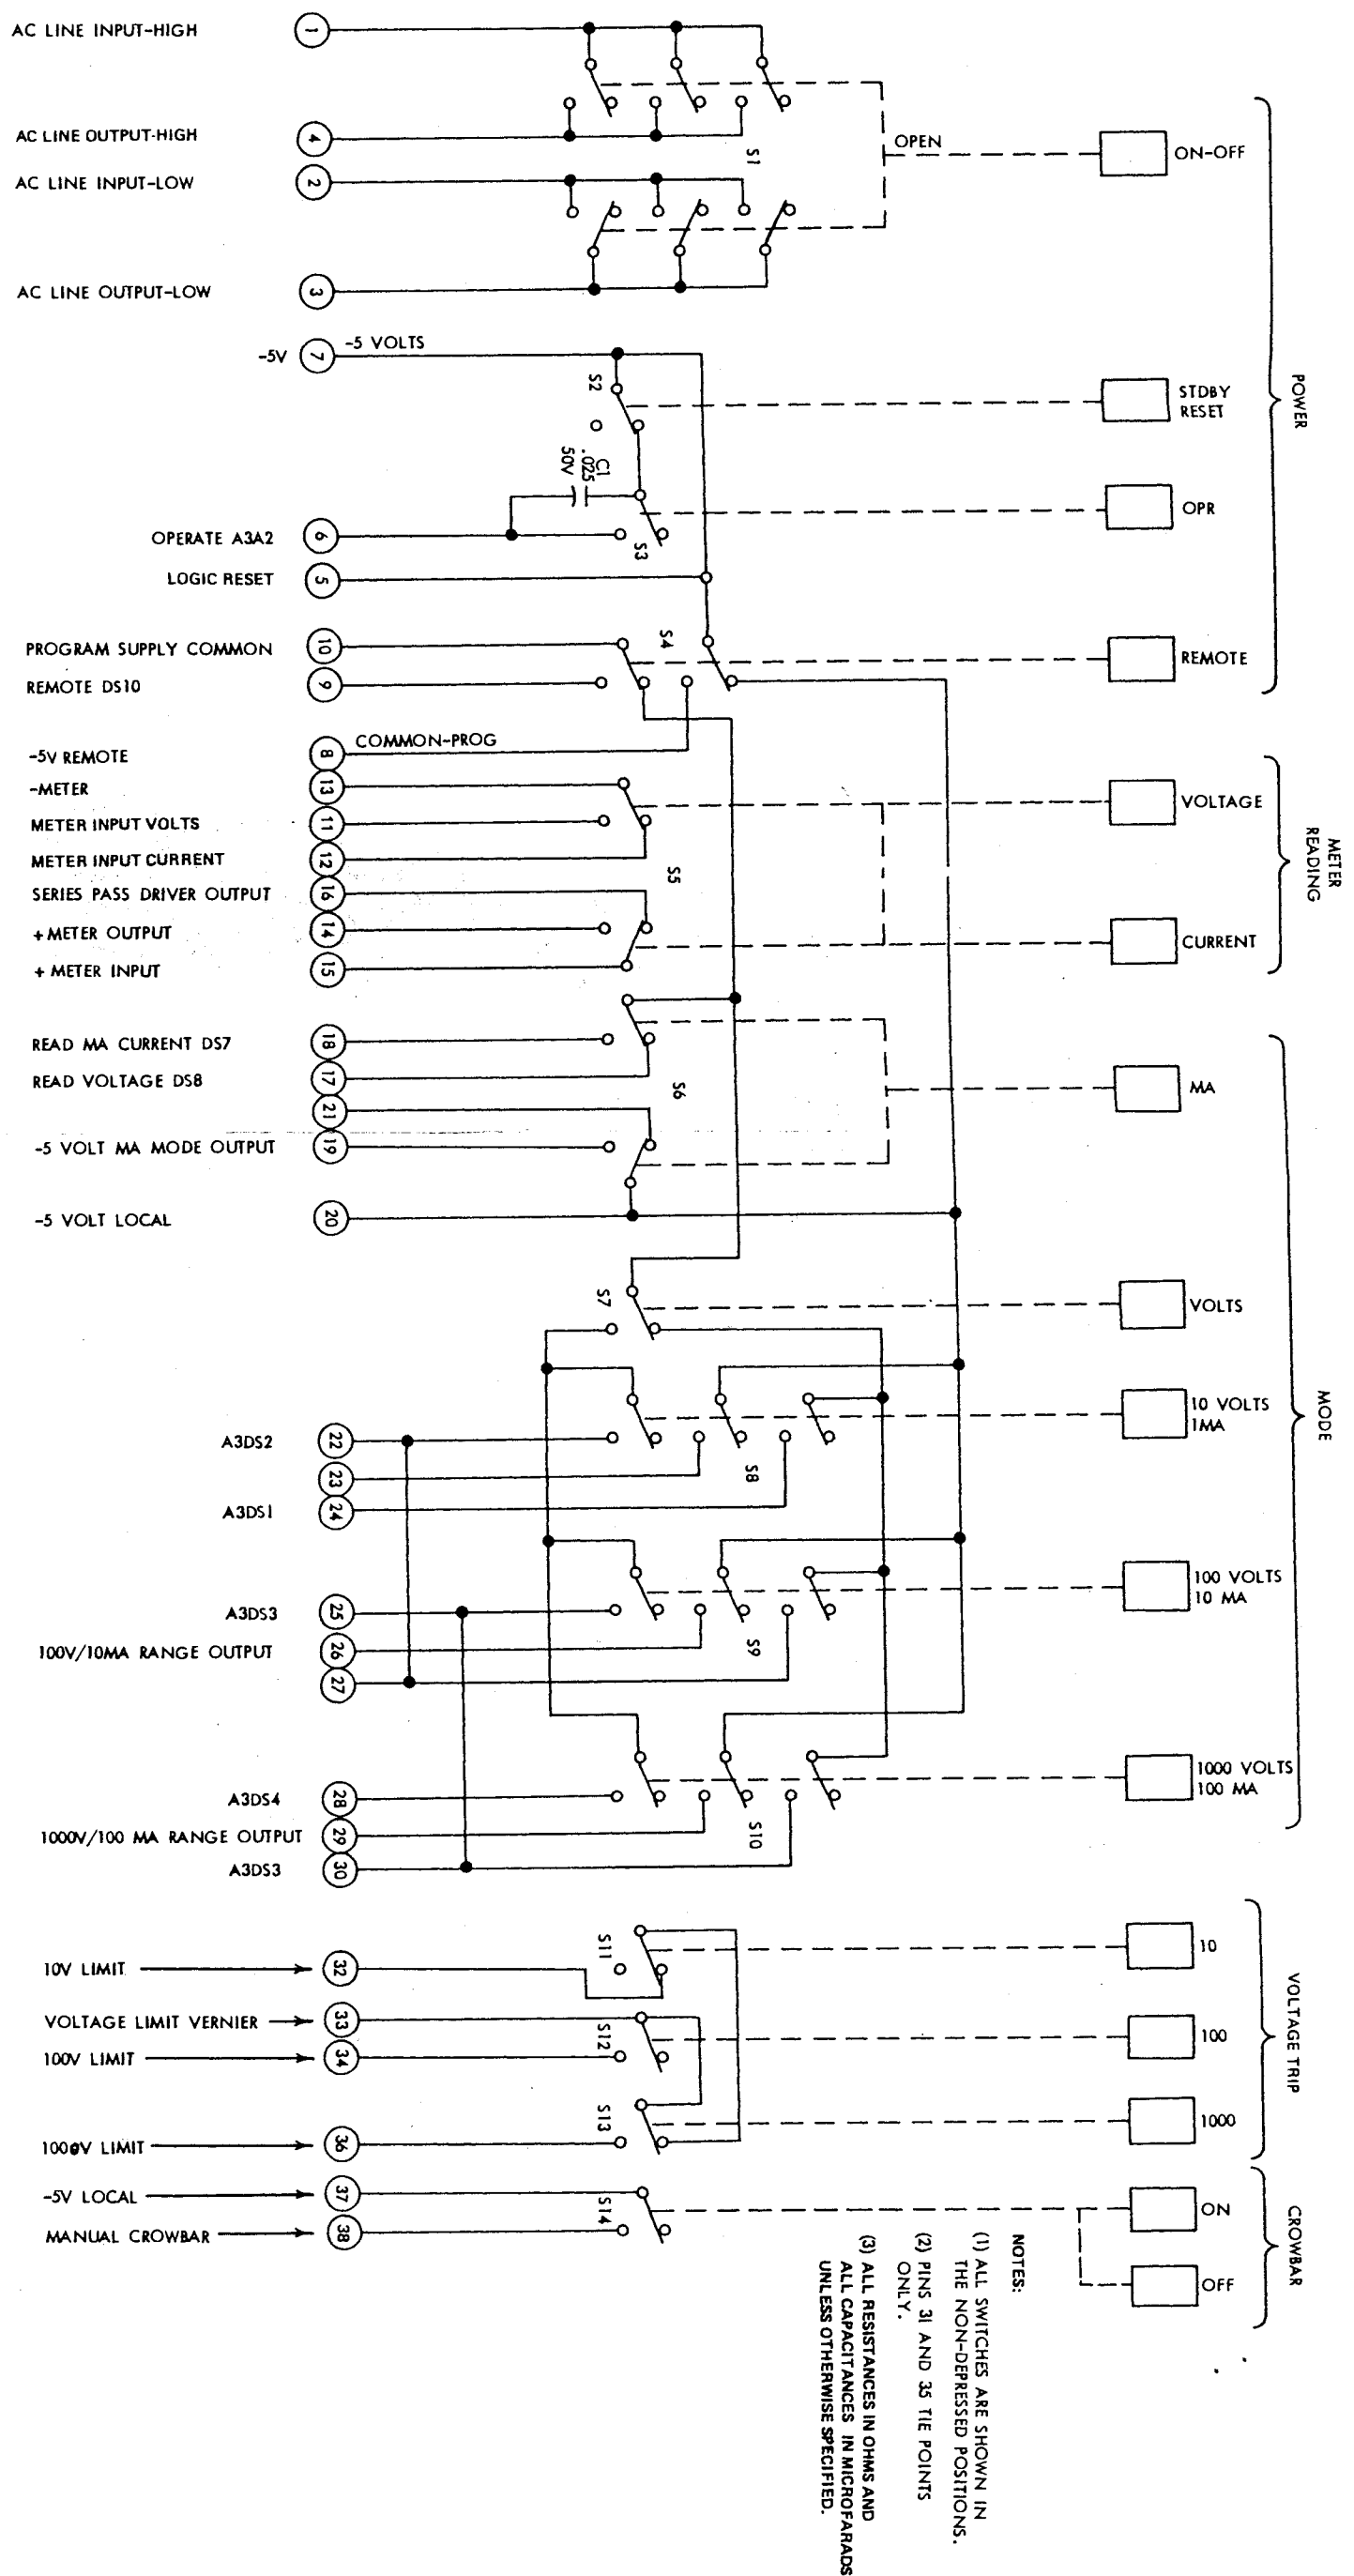 AC LINE INPUT-HIGH 1
AC LINE OUTPUT-HIGH 4
AC LINE INPUT-LOW 2
AC LINE OUTPUT-LOW 3
S1
OPEN
ON-OFF
-5V 7 -5 VOLTS
S2
STDBY
RESET
POWER
C1
.025
50V
OPR
OPERATE A3A2 6
S3
LOGIC RESET 5
PROGRAM SUPPLY COMMON 10
S4
REMOTE
REMOTE DS10 9
-5V REMOTE 8 COMMON-PROG
-METER 13
VOLTAGE
METER INPUT VOLTS 11
METER INPUT CURRENT 12
METER
READING
SERIES PASS DRIVER OUTPUT 16
S5
+METER OUTPUT 14
CURRENT
+ METER INPUT 15
READ MA CURRENT DS7 18
READ VOLTAGE DS8 17
S6
MA
21
-5 VOLT MA MODE OUTPUT 19
-5 VOLT LOCAL 20
S7
VOLTS
MODE
10 VOLTS
1MA
A3DS2 22
23
S8
A3DS1 24
100 VOLTS
10 MA
A3DS3 25
100V/10MA RANGE OUTPUT 26
S9
27
1000 VOLTS
100 MA
A3DS4 28
1000V/100 MA RANGE OUTPUT 29
S10
A3DS3 30
10V LIMIT 32
S11
10
VOLTAGE LIMIT VERNIER 33
S12
100
VOLTAGE TRIP
100V LIMIT 34
S13
1000
1000V LIMIT 36
-5V LOCAL 37
S14
ON
CROWBAR
MANUAL CROWBAR 38
OFF
NOTES:
(1) ALL SWITCHES ARE SHOWN IN
THE NON-DEPRESSED POSITIONS.
(2) PINS 31 AND 35 TIE POINTS
ONLY.
(3) ALL RESISTANCES IN OHMS AND
ALL CAPACITANCES IN MICROFARADS
UNLESS OTHERWISE SPECIFIED.